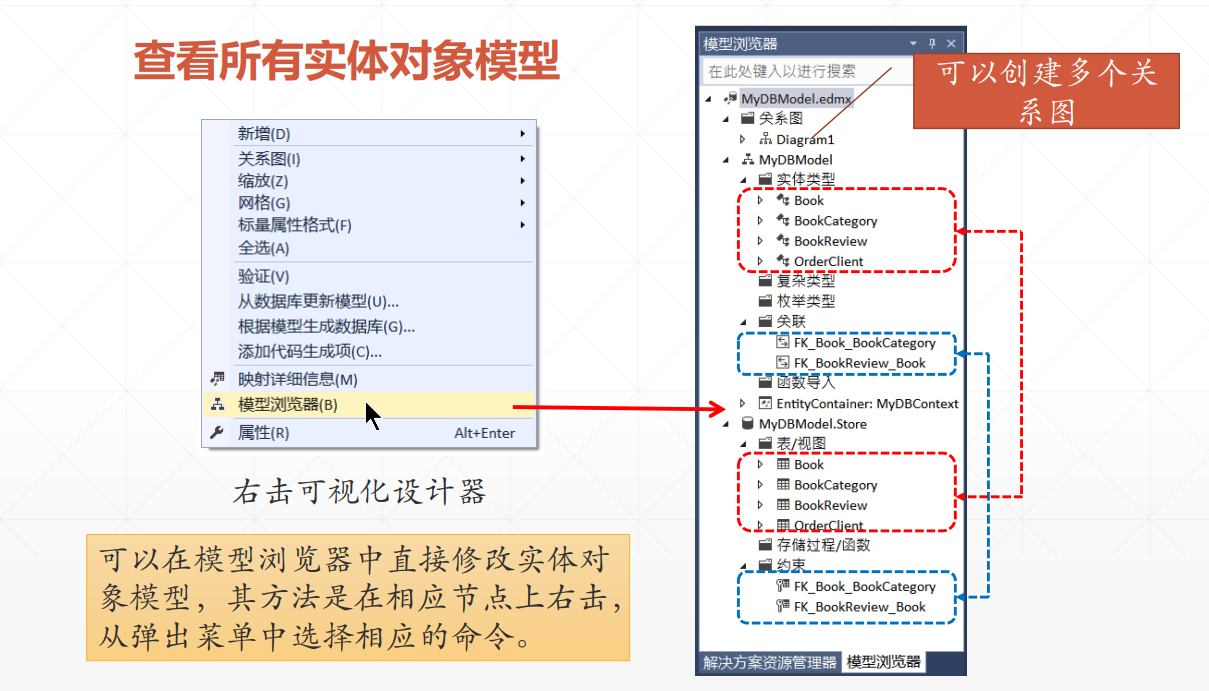 查看所有实体对象模型
新增(D)
关系图(I)
缩放(Z)
网格(G)
标量属性格式(F)
全选(A)
验证(V)
从数据库更新模型(U)...
根据模型生成数据库(G)...
添加代码生成项(C)...
映射详细信息(M)
模型浏览器(B)
属性(R) Alt+Enter
右击可视化设计器
可以在模型浏览器中直接修改实体对
象模型，其方法是在相应节点上右击，
从弹出菜单中选择相应的命令。
模型浏览器
在此处键入以进行搜索
可以创建多个关
系图
MyDBModel.edmx
关系图
Diagram1
MyDBModel
实体类型
Book
BookCategory
BookReview
OrderClient
复杂类型
枚举类型
关联
FK_Book_BookCategory
FK_BookReview_Book
函数导入
EntityContainer: MyDBContext
MyDBModel.Store
表/视图
Book
BookCategory
BookReview
OrderClient
存储过程/函数
约束
FK_Book_BookCategory
FK_BookReview_Book
解决方案资源管理器 模型浏览器